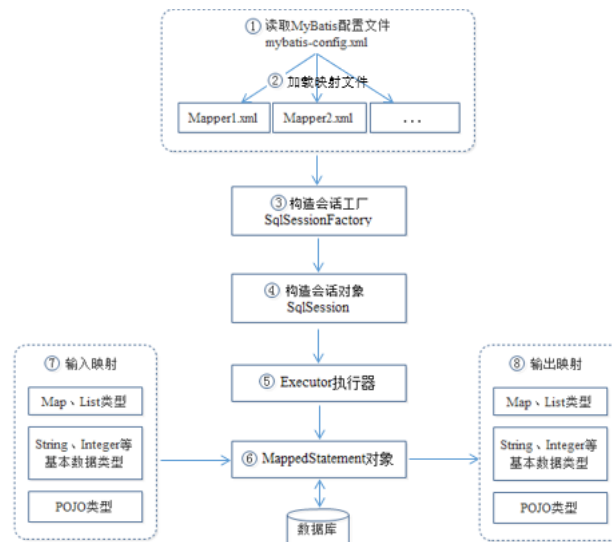 ① 读取MyBatis配置文件
mybatis-config.xml
② 加载映射文件
Mapper1.xml
Mapper2.xml
...
③ 构造会话工厂
SqlSessionFactory
④ 构造会话对象
SqlSession
⑦ 输入映射
Map、List类型
String、Integer等
基本数据类型
POJO类型
⑤ Executor执行器
⑥ MappedStatement对象
数据库
⑧ 输出映射
Map、List类型
String、Integer等
基本数据类型
POJO类型